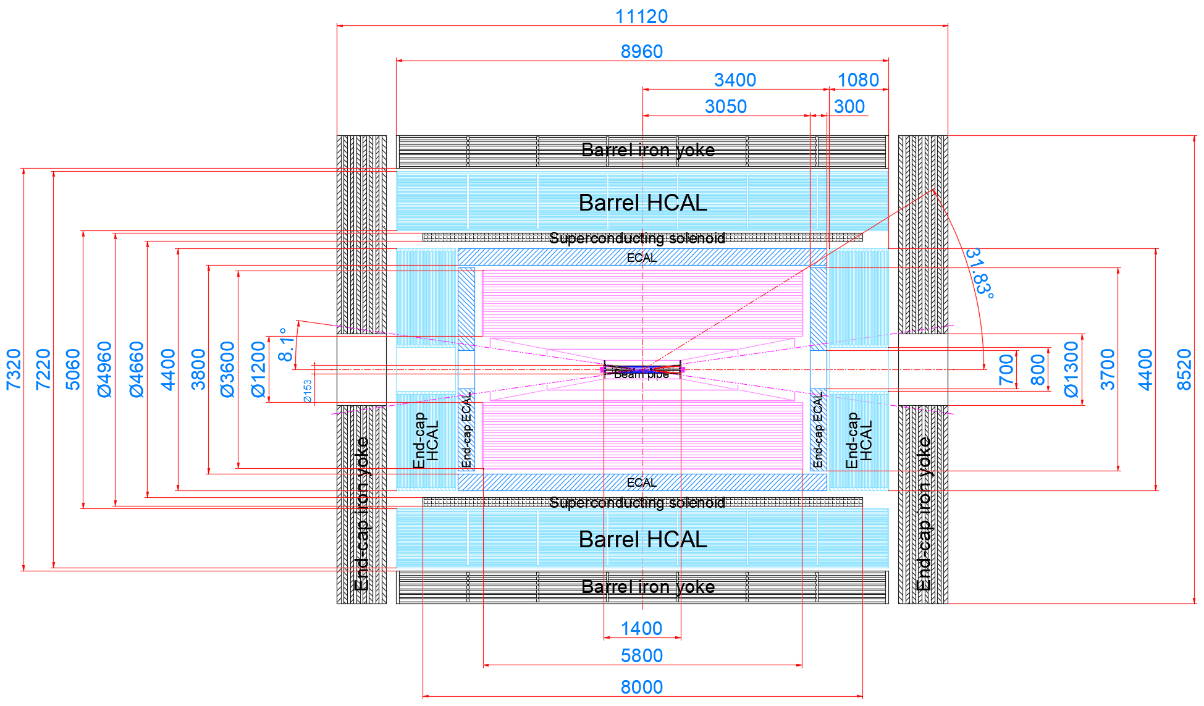 11120
8960
3400
1080
3050
300
Barrel iron yoke
Barrel HCAL
Superconducting solenoid
ECAL
31.83°
8.1°
Beam pipe
7320
7220
5060
Ø4960
Ø4660
4400
3800
Ø3600
Ø1200
Ø153
700
800
Ø1300
3700
4400
8520
End-cap iron yoke
End-cap
HCAL
End-cap ECAL
End-cap ECAL
End-cap
HCAL
End-cap iron yoke
ECAL
Superconducting solenoid
Barrel HCAL
Barrel iron yoke
1400
5800
8000